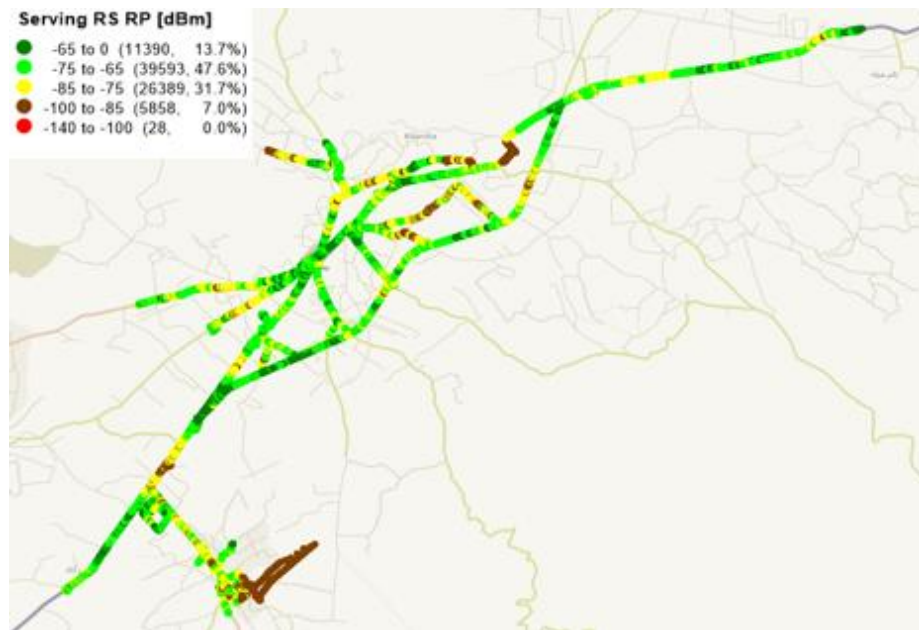 Serving RS RP [dBm]
-65 to 0 (11390, 13.7%)
-75 to -65 (39593, 47.6%)
-85 to -75 (26389, 31.7%)
-100 to -85 (5858, 7.0%)
-140 to -100 (28, 0.0%)